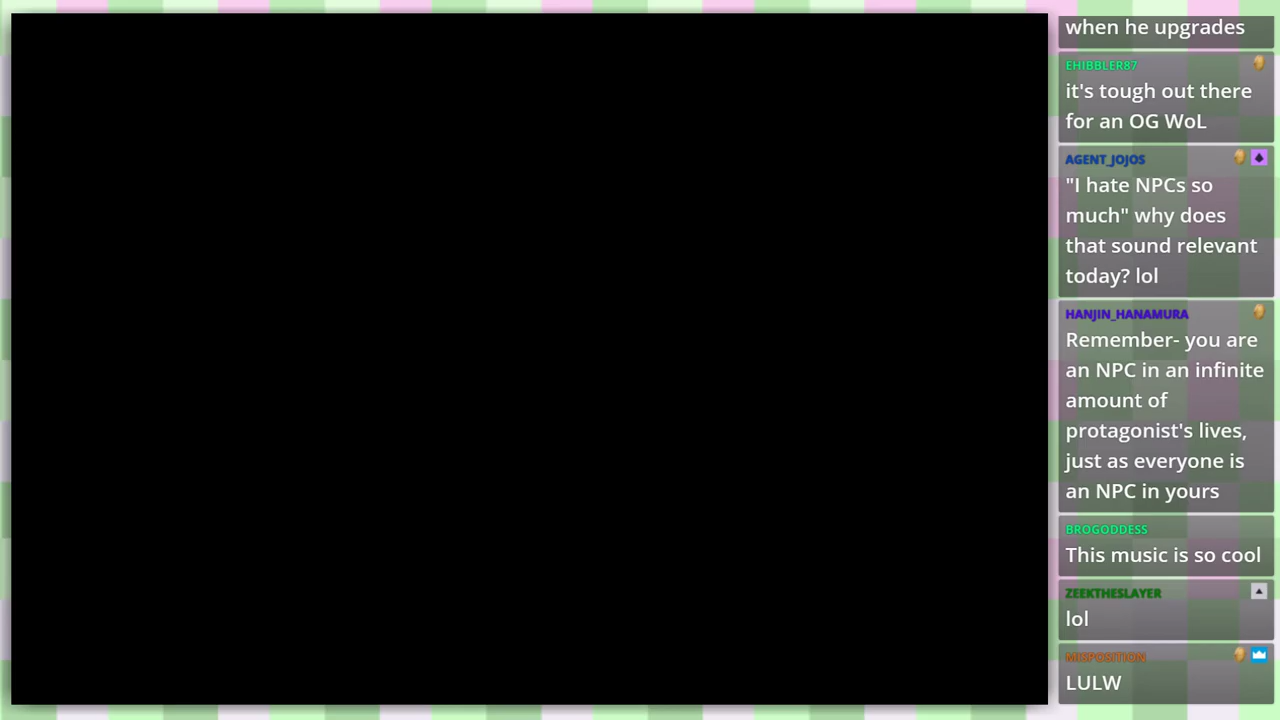 when he upgrades
EHIBBLER87
it's tough out there
for an OG WoL
AGENT_JOJOS
"I hate NPCs so
much" why does
that sound relevant
today? lol
HANJIN_HANAMURA
Remember- you are
an NPC in an infinite
amount of
protagonist's lives,
just as everyone is
an NPC in yours
BROGODDESS
This music is so cool
ZEEKTHESLAYER
lol
MISPOSITION
LULW